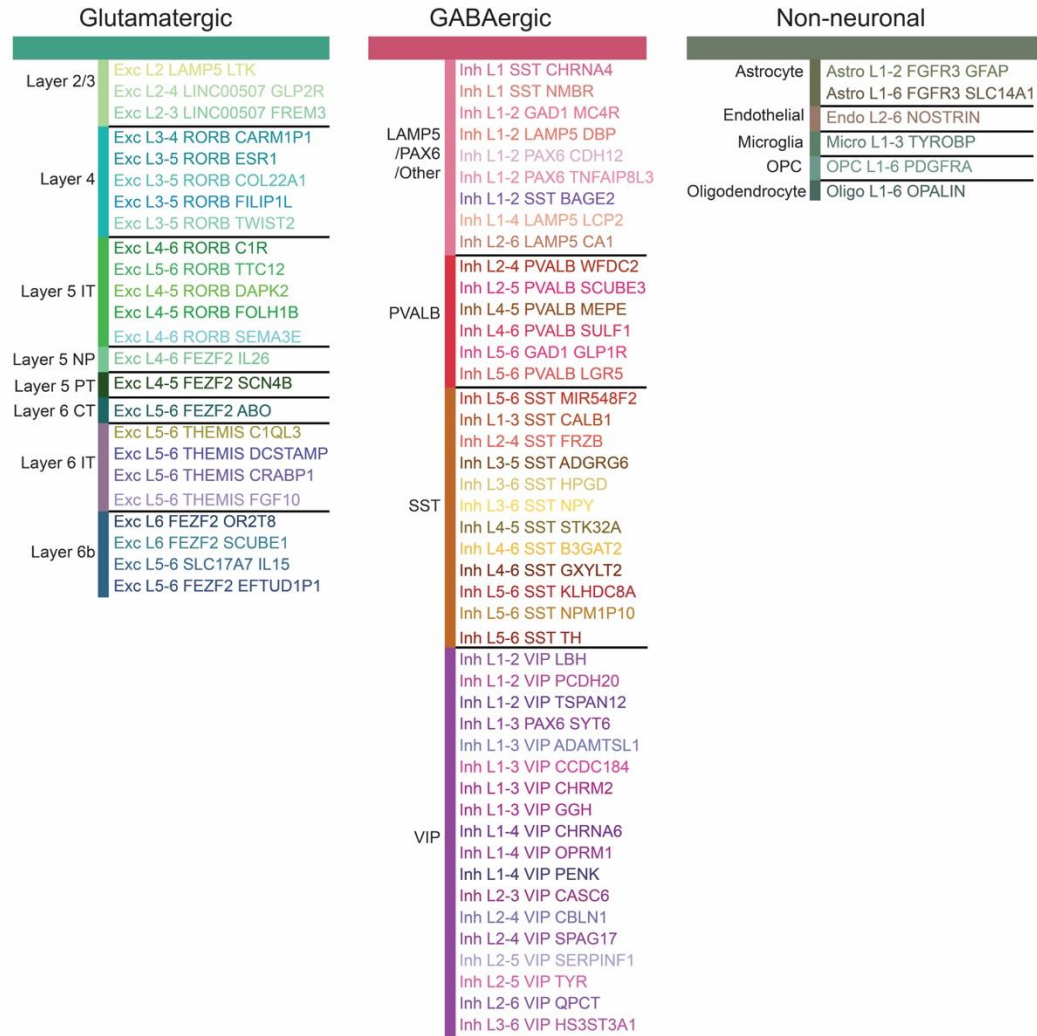 Glutamatergic
Layer 2/3
Exc L2 LAMP5 LTK
Exc L2-4 LINC00507 GLP2R
Exc L2-3 LINC00507 FREM3
Layer 4
Exc L3-4 RORB CARM1P1
Exc L3-5 RORB ESR1
Exc L3-5 RORB COL22A1
Exc L3-5 RORB FILIP1L
Exc L3-5 RORB TWIST2
Layer 5 IT
Exc L4-6 RORB C1R
Exc L5-6 RORB TTC12
Exc L4-5 RORB DAPK2
Exc L4-5 RORB FOLH1B
Exc L4-6 RORB SEMA3E
Layer 5 NP
Exc L4-6 FEZF2 IL26
Layer 5 PT
Exc L4-5 FEZF2 SCN4B
Layer 6 CT
Exc L5-6 FEZF2 ABO
Layer 6 IT
Exc L5-6 THEMIS C1QL3
Exc L5-6 THEMIS DCSTAMP
Exc L5-6 THEMIS CRABP1
Exc L5-6 THEMIS FGF10
Layer 6b
Exc L6 FEZF2 OR2T8
Exc L6 FEZF2 SCUBE1
Exc L5-6 SLC17A7 IL15
Exc L5-6 FEZF2 EFTUD1P1
GABAergic
LAMP5
/PAX6
/Other
Inh L1 SST CHRNA4
Inh L1 SST NMBR
Inh L1-2 GAD1 MC4R
Inh L1-2 LAMP5 DBP
Inh L1-2 PAX6 CDH12
Inh L1-2 PAX6 TNFAIP8L3
Inh L1-2 SST BAGE2
Inh L1-4 LAMP5 LCP2
Inh L2-6 LAMP5 CA1
PVALB
Inh L2-4 PVALB WFDC2
Inh L2-5 PVALB SCUBE3
Inh L4-5 PVALB MEPE
Inh L4-6 PVALB SULF1
Inh L5-6 GAD1 GLP1R
Inh L5-6 PVALB LGR5
SST
Inh L5-6 SST MIR548F2
Inh L1-3 SST CALB1
Inh L2-4 SST FRZB
Inh L3-5 SST ADGRG6
Inh L3-6 SST HPGD
Inh L3-6 SST NPY
Inh L4-5 SST STK32A
Inh L4-6 SST B3GAT2
Inh L4-6 SST GXYLT2
Inh L5-6 SST KLHDC8A
Inh L5-6 SST NPM1P10
Inh L5-6 SST TH
VIP
Inh L1-2 VIP LBH
Inh L1-2 VIP PCDH20
Inh L1-2 VIP TSPAN12
Inh L1-3 PAX6 SYT6
Inh L1-3 VIP ADAMTSL1
Inh L1-3 VIP CCDC184
Inh L1-3 VIP CHRM2
Inh L1-3 VIP GGH
Inh L1-4 VIP CHRNA6
Inh L1-4 VIP OPRM1
Inh L1-4 VIP PENK
Inh L2-3 VIP CASC6
Inh L2-4 VIP CBLN1
Inh L2-4 VIP SPAG17
Inh L2-5 VIP SERPINF1
Inh L2-5 VIP TYR
Inh L2-6 VIP QPCT
Inh L3-6 VIP HS3ST3A1
Non-neuronal
Astrocyte
Astro L1-2 FGFR3 GFAP
Astro L1-6 FGFR3 SLC14A1
Endothelial
Endo L2-6 NOSTRIN
Microglia
Micro L1-3 TYROBP
OPC
OPC L1-6 PDGFRA
Oligodendrocyte
Oligo L1-6 OPALIN